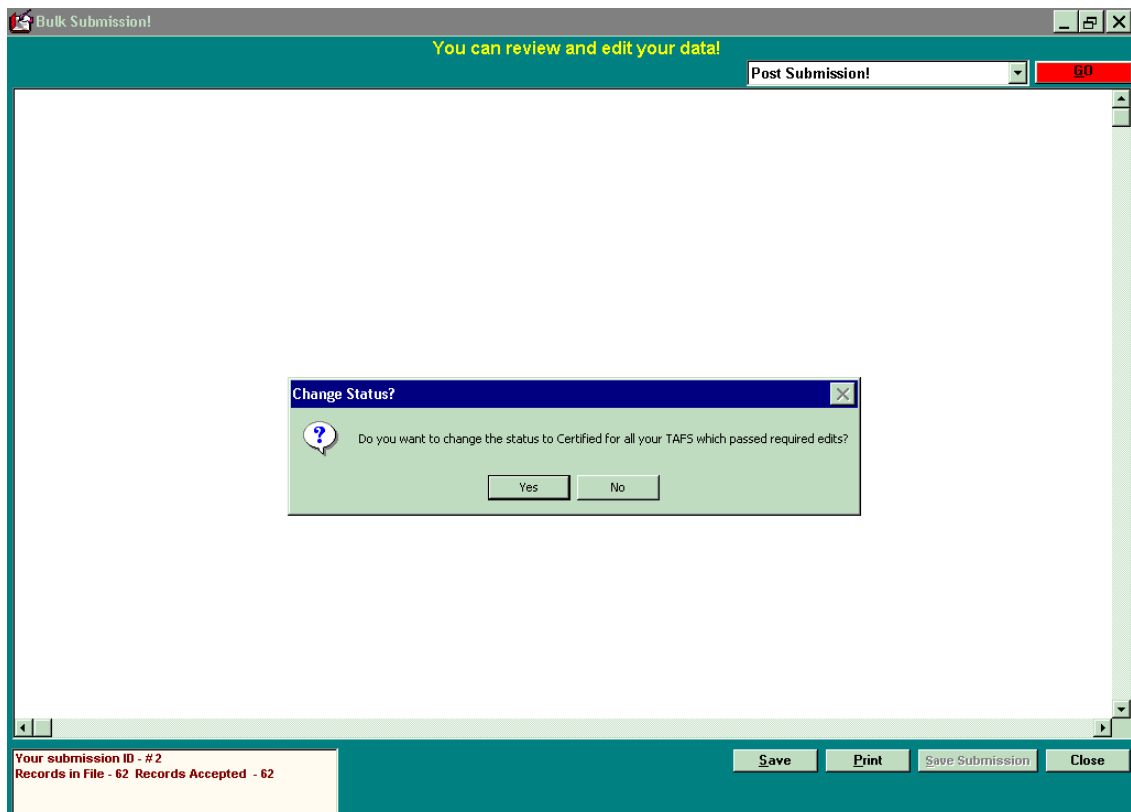 Bulk Submission!
You can review and edit your data!
Post Submission!
GO
Change Status?
?
Do you want to change the status to Certified for all your TAFS which passed required edits?
Yes
No
Your submission ID - #2
Records in File - 62 Records Accepted - 62
Save
Print
Save Submission
Close